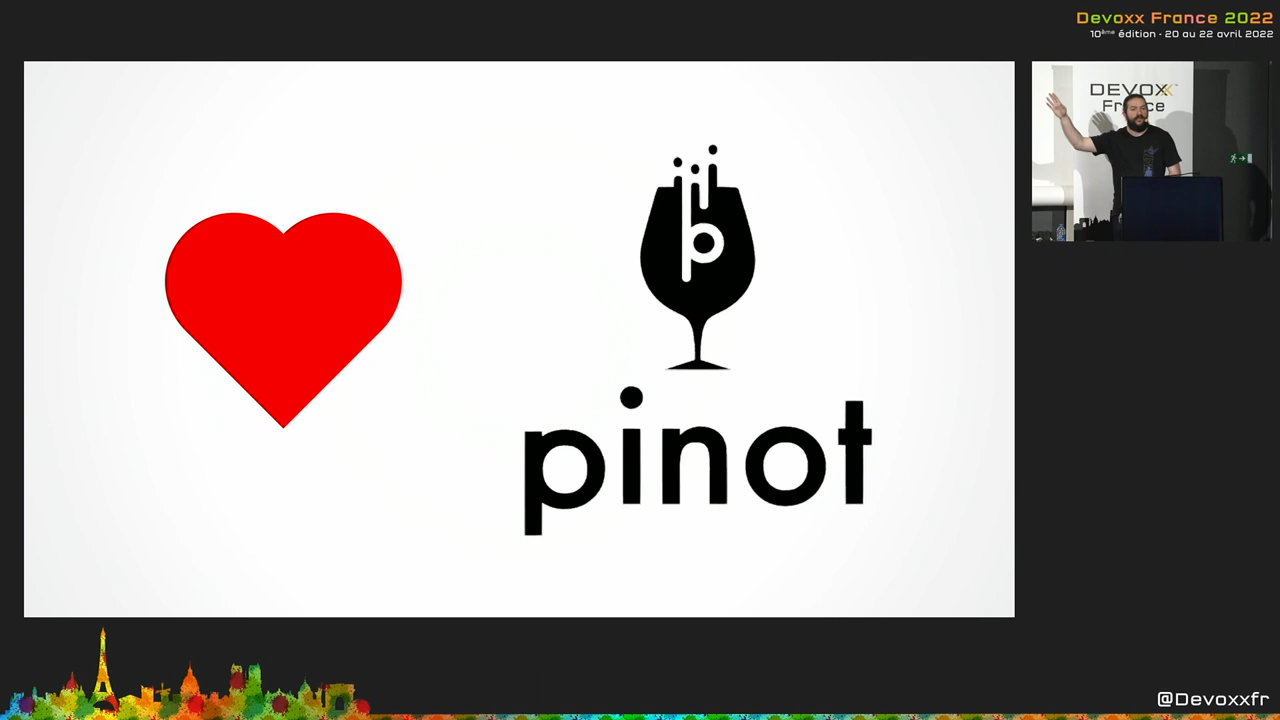 Devoxx France 2022
10ème édition - 20 au 22 avril 2022
DEVOXX
France
pinot
@Devoxxfr